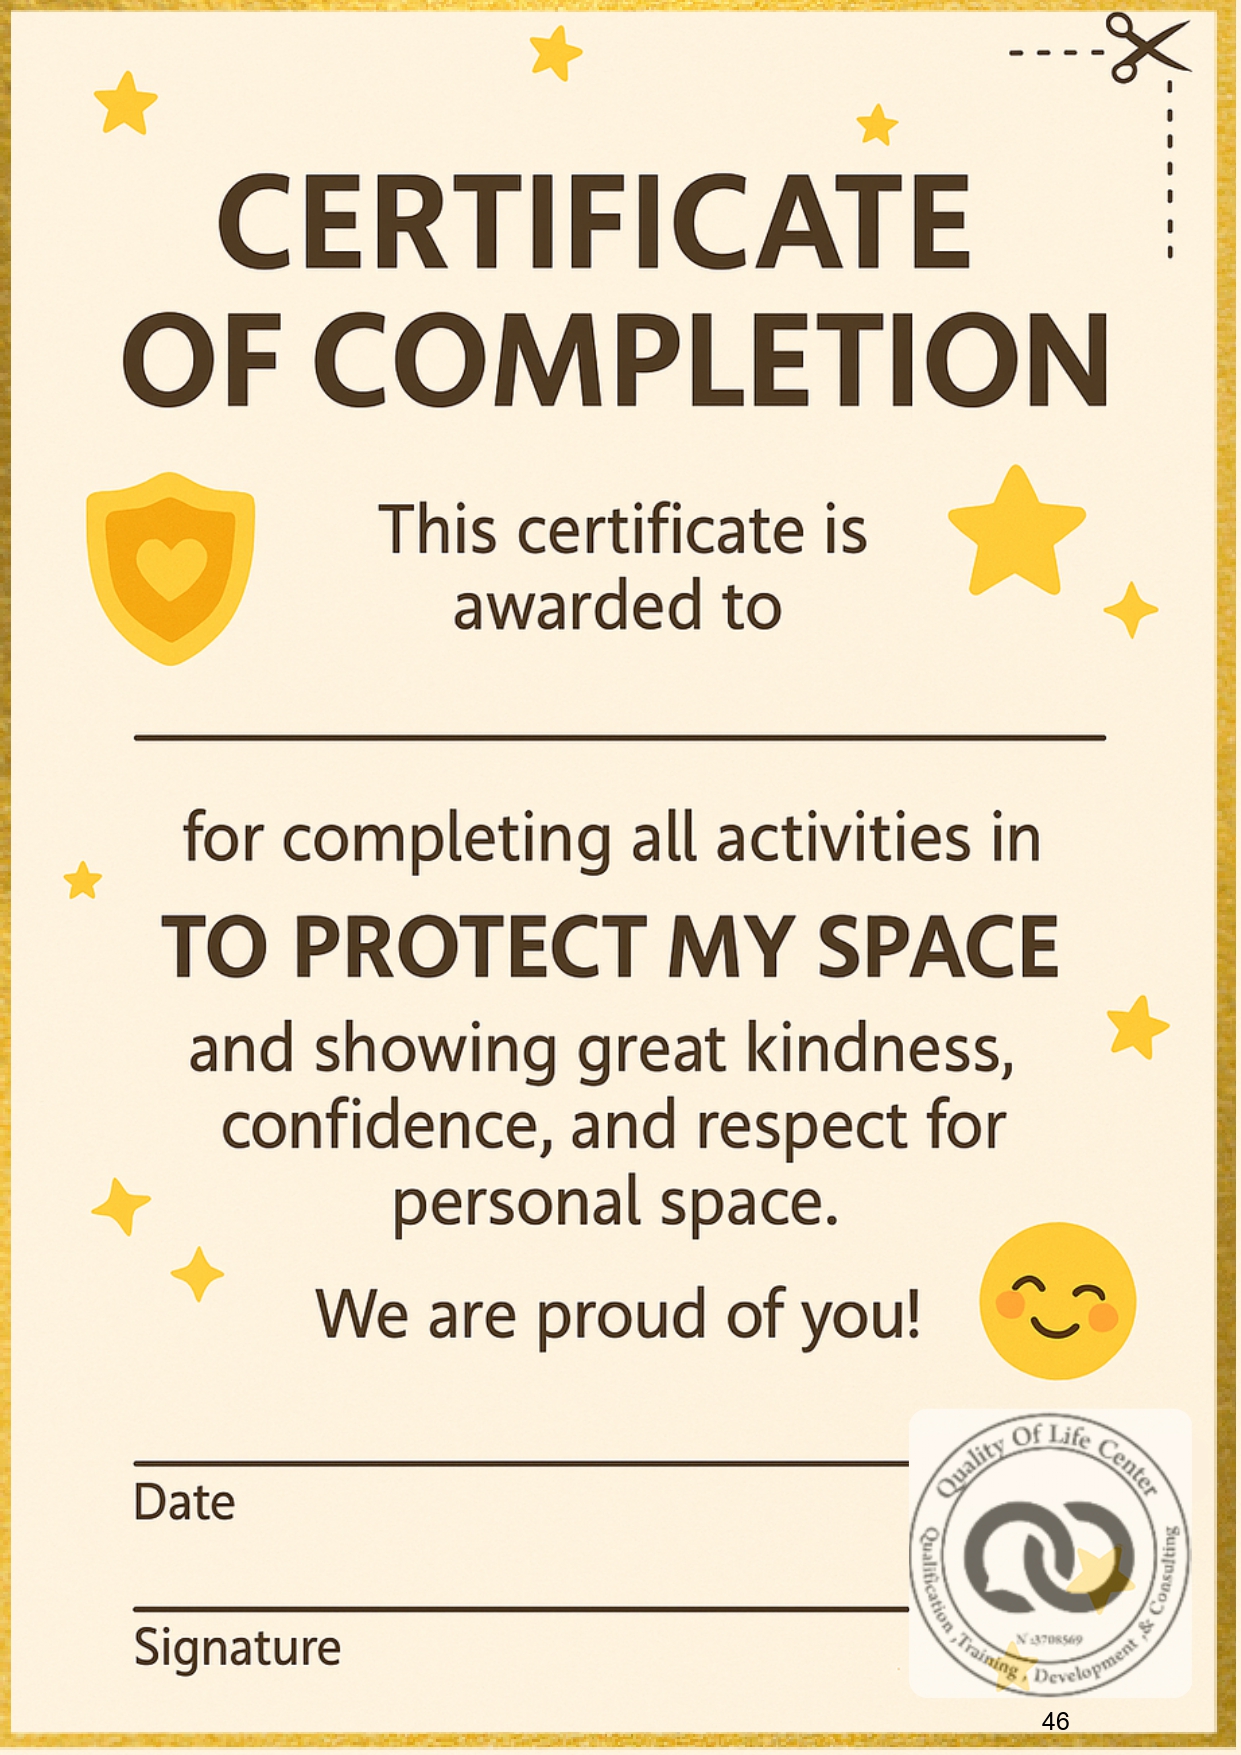 CERTIFICATE
OF COMPLETION
This certificate is
awarded to
for completing all activities in
TO PROTECT MY SPACE
and showing great kindness,
confidence, and respect for
personal space.
We are proud of you!
Date
Signature
Quality Of Life Center
Qualification , Training , Development , & Consulting
N :3708569
46